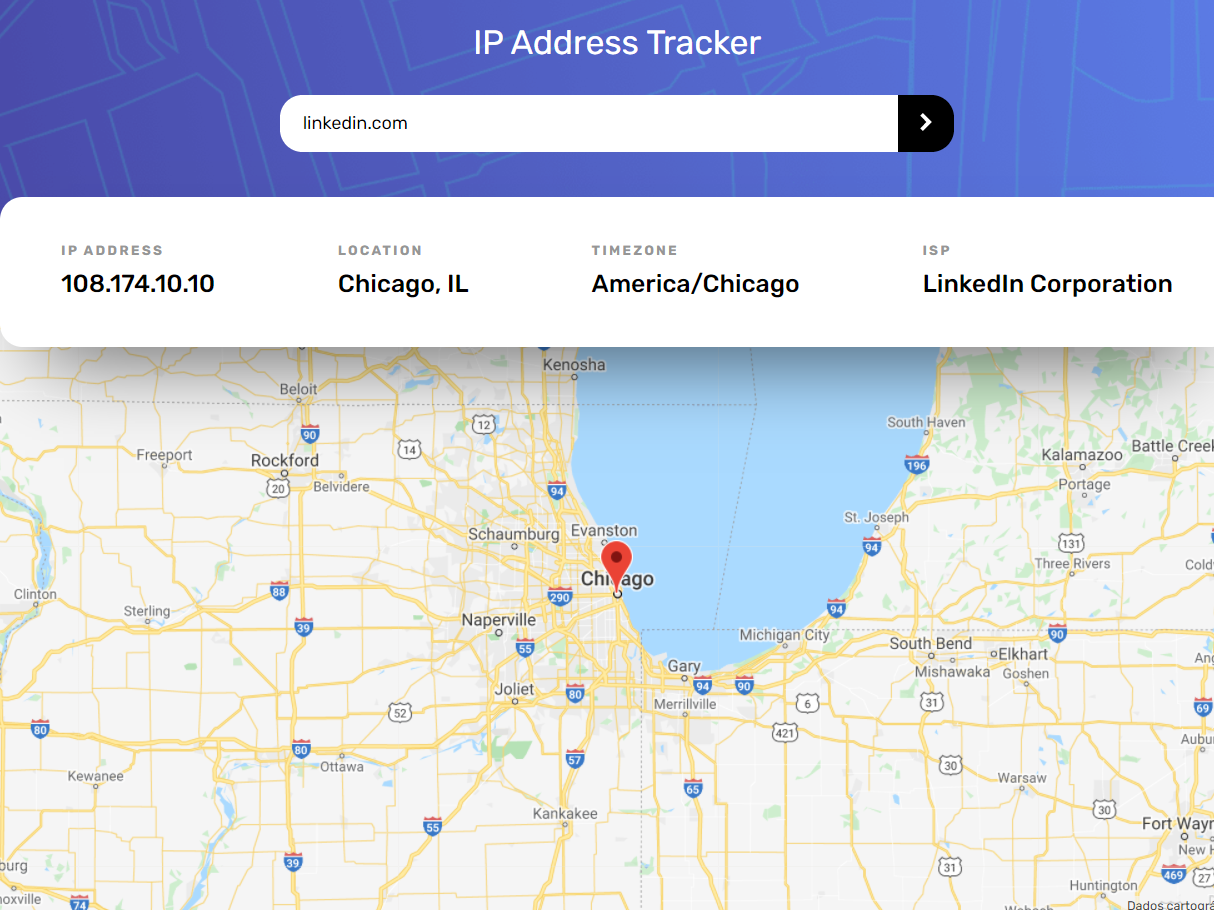 IP Address Tracker
linkedin.com
IP ADDRESS
LOCATION
TIMEZONE
ISP
108.174.10.10
Chicago, IL
America/Chicago
LinkedIn Corporation
Kenosha
Beloit
12
South Haven
90
14
Battle Creek
Freeport
Rockford
196
Kalamazoo
20
Belvidere
94
Portage
St. Joseph
Schaumburg
Evanston
94
131
Three Rivers
Chicago
Clinton
88
290
94
Sterling
39
Naperville
Michigan City
90
55
South Bend
Elkhart
Gary
Mishawaka
Goshen
Joliet
80
94
90
Merrillville
6
31
69
52
80
421
80
57
Ottawa
30
Kewanee
65
Warsaw
30
Kankakee
55
Fort Wayn
39
31
469
27
Huntington
74
Dados cartográ